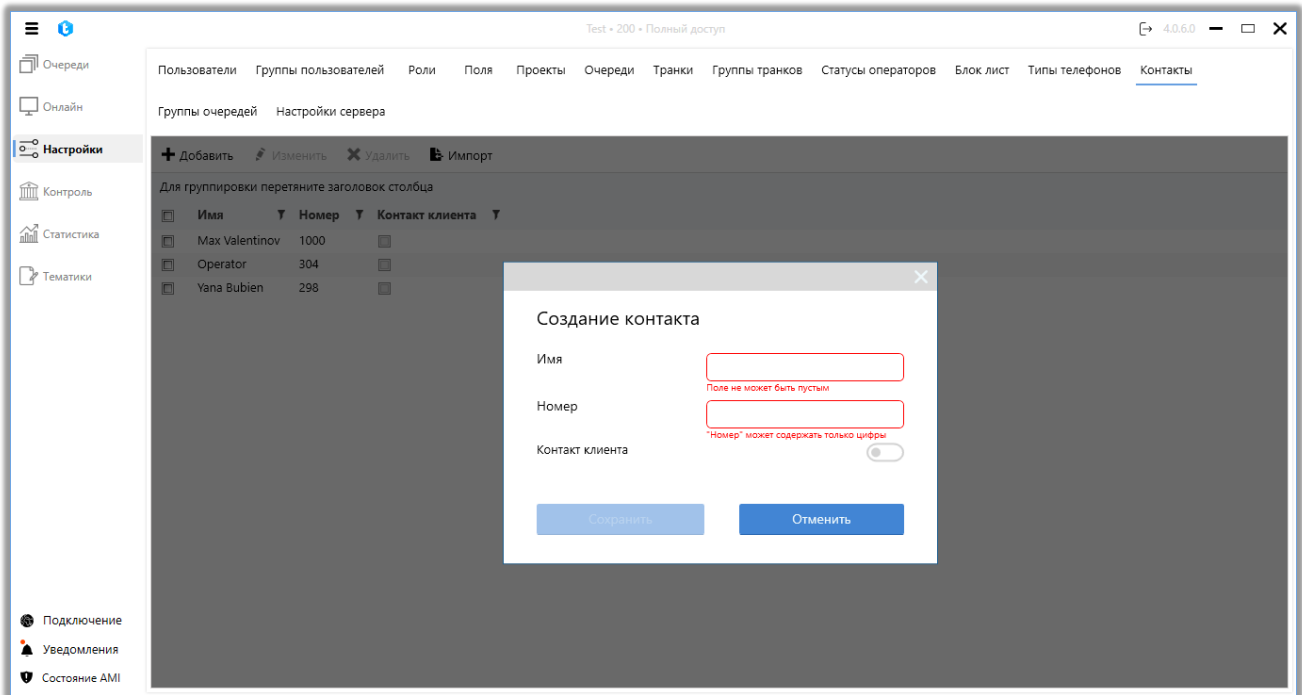 Test • 200 • Полный доступ
4.0.6.0
Очереди
Онлайн
Настройки
Контроль
Статистика
Тематики
Подключение
Уведомления
Состояние AMI
Пользователи Группы пользователей Роли Поля Проекты Очереди Транки Группы транков Статусы операторов Блок лист Типы телефонов Контакты
Группы очередей Настройки сервера
Добавить Изменить Удалить Импорт
Для группировки перетяните заголовок столбца
Имя Номер Контакт клиента
Max Valentinov 1000
Operator 304
Yana Bubien 298
Создание контакта
Имя
Поле не может быть пустым
Номер
"Номер" может содержать только цифры
Контакт клиента
Сохранить Отменить